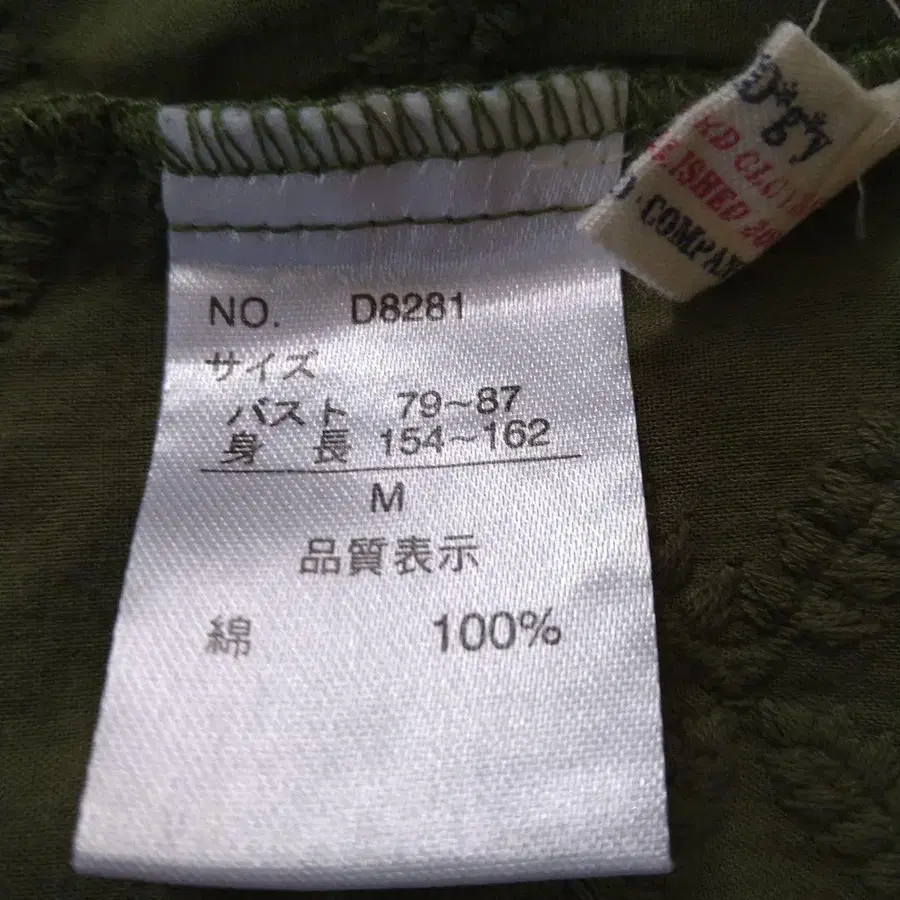 NO. D8281
サイズ
バスト 79~87
身 長 154~162
M
品質表示
綿 100%
D*g*y
COMPAN